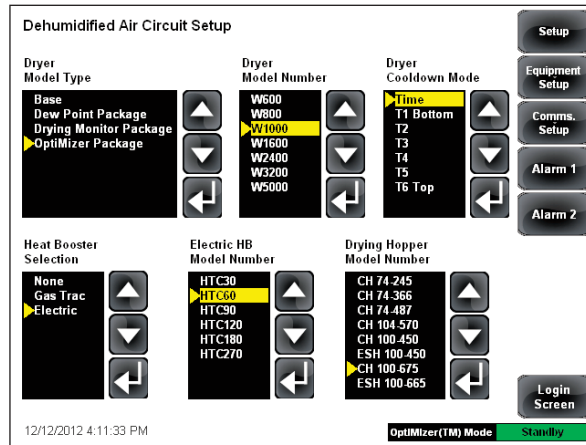 Dehumidified Air Circuit Setup
Setup
Equipment
Setup
Comms.
Setup
Alarm 1
Alarm 2
Login
Screen
Dryer
Model Type
Base
Dew Point Package
Drying Monitor Package
OptiMizer Package
Dryer
Model Number
W600
W800
W1000
W1600
W2400
W3200
W5000
Dryer
Cooldown Mode
Time
T1 Bottom
T2
T3
T4
T5
T6 Top
Heat Booster
Selection
None
Gas Trac
Electric
Electric HB
Model Number
HTC30
HTC60
HTC90
HTC120
HTC180
HTC270
Drying Hopper
Model Number
CH 74-245
CH 74-366
CH 74-487
CH 104-570
CH 100-450
ESH 100-450
CH 100-675
ESH 100-665
12/12/2012 4:11:33 PM
OptiMizer(TM) Mode Standby